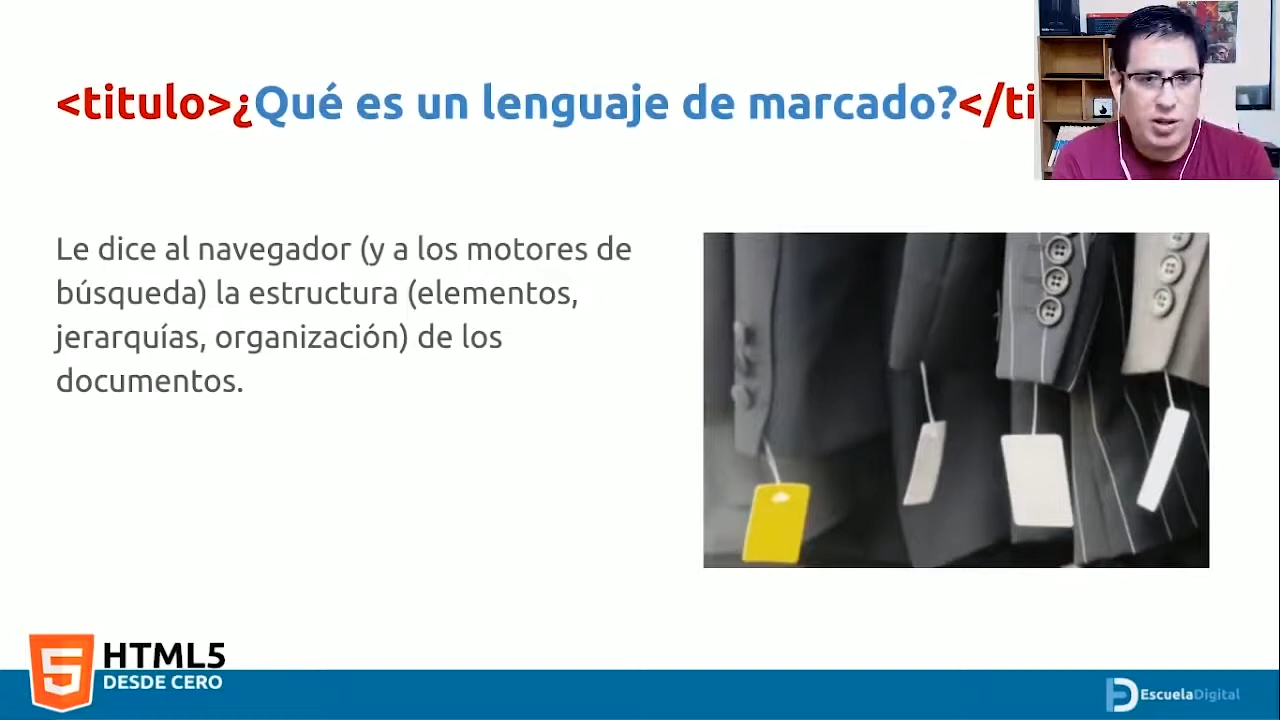 <titulo>¿Qué es un lenguaje de marcado?</ti
Le dice al navegador (y a los motores de
búsqueda) la estructura (elementos,
jerarquías, organización) de los
documentos.
HTML5
DESDE CERO
EscuelaDigital